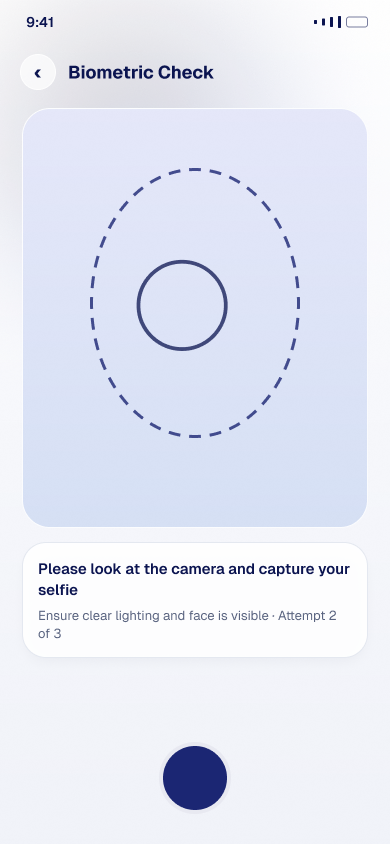 9:41
Biometric Check
Please look at the camera and capture your
selfie
Ensure clear lighting and face is visible · Attempt 2
of 3